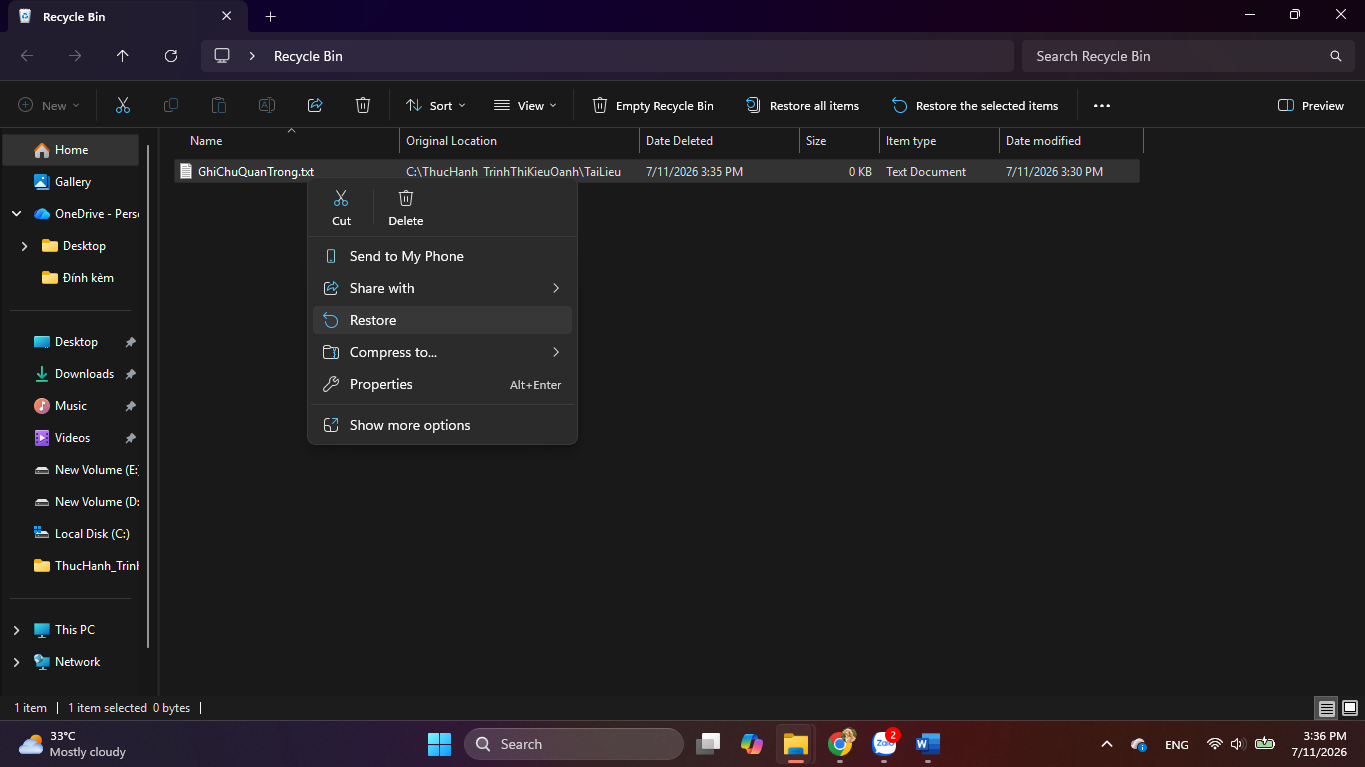 Recycle Bin
Recycle Bin
Search Recycle Bin
New
Sort
View
Empty Recycle Bin
Restore all items
Restore the selected items
Preview
Name
Original Location
Date Deleted
Size
Item type
Date modified
GhiChuQuanTrong.txt
C:\ThucHanh_TrinhThiKieuOanh\TaiLieu
7/11/2026 3:35 PM
0 KB
Text Document
7/11/2026 3:30 PM
Home
Gallery
OneDrive - Pers
Desktop
Đính kèm
Desktop
Downloads
Music
Videos
New Volume (E:
New Volume (D:
Local Disk (C:)
ThucHanh_Trin
This PC
Network
Cut
Delete
Send to My Phone
Share with
Restore
Compress to...
Properties
Alt+Enter
Show more options
1 item
1 item selected 0 bytes
33°C
Mostly cloudy
Search
Zalo
2
ENG
3:36 PM
7/11/2026